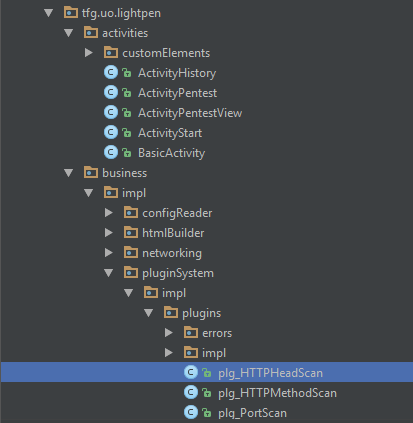 tfg.uo.lightpen
activities
customElements
ActivityHistory
ActivityPentest
ActivityPentestView
ActivityStart
BasicActivity
business
impl
configReader
htmlBuilder
networking
pluginSystem
impl
plugins
errors
impl
plg_HTTPHeadScan
plg_HTTPMethodScan
plg_PortScan